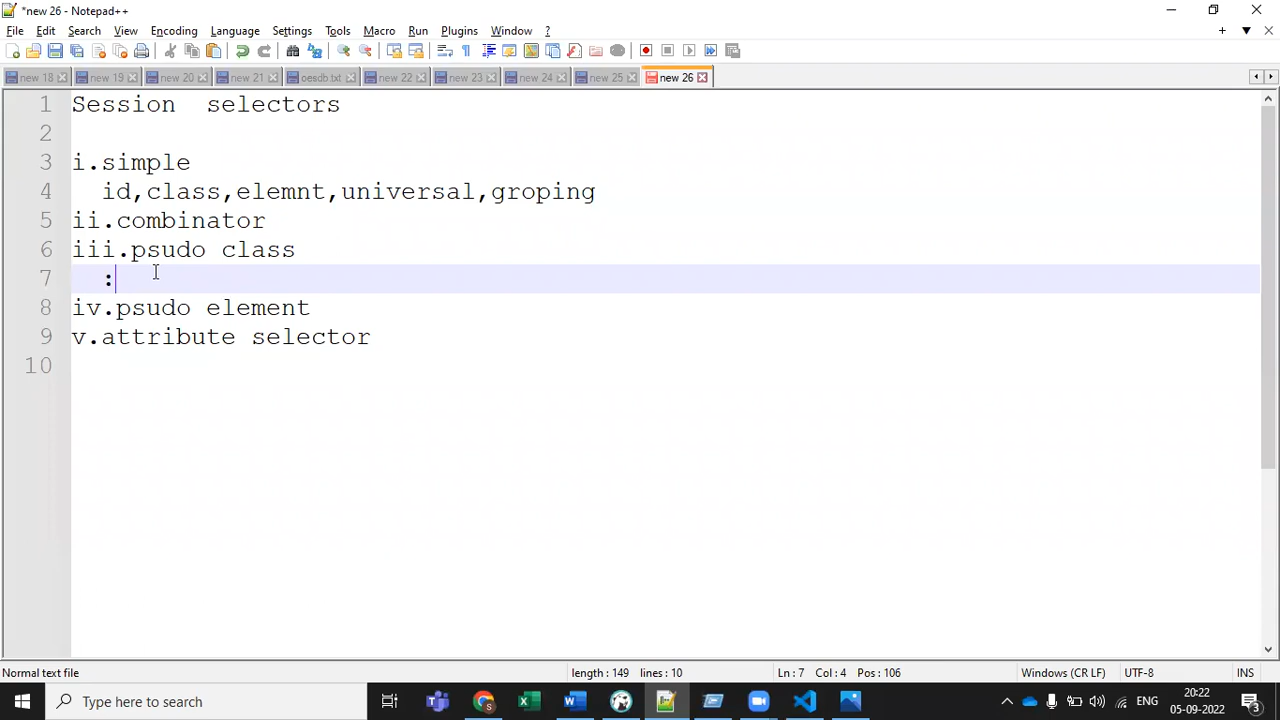 *new 26 - Notepad++
File Edit Search View Encoding Language Settings Tools Macro Run Plugins Window ?
new 18 new 19 new 20 new 21 oesdb.txt new 22 new 23 new 24 new 25 new 26
1 Session  selectors
2
3 i.simple
4   id,class,elemnt,universal,groping
5 ii.combinator
6 iii.psudo class
7   :
8 iv.psudo element
9 v.attribute selector
10
Normal text file length : 149 lines : 10 Ln : 7 Col : 4 Pos : 106 Windows (CR LF) UTF-8 INS
Type here to search ENG 20:22
05-09-2022 3